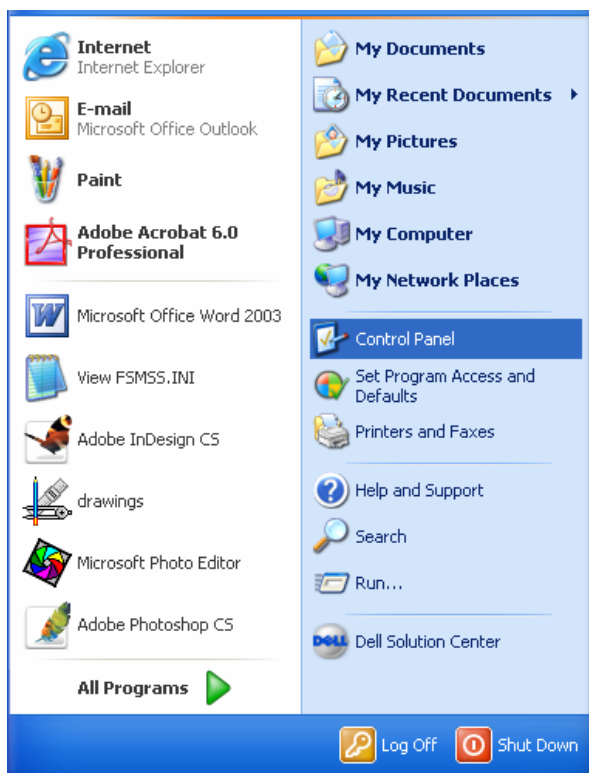 Internet
Internet Explorer
E-mail
Microsoft Office Outlook
Paint
Adobe Acrobat 6.0
Professional
Microsoft Office Word 2003
View FSMSS.INI
Adobe InDesign CS
drawings
Microsoft Photo Editor
Adobe Photoshop CS
All Programs
My Documents
My Recent Documents
My Pictures
My Music
My Computer
My Network Places
Control Panel
Set Program Access and
Defaults
Printers and Faxes
Help and Support
Search
Run...
DELL Dell Solution Center
Log Off
Shut Down